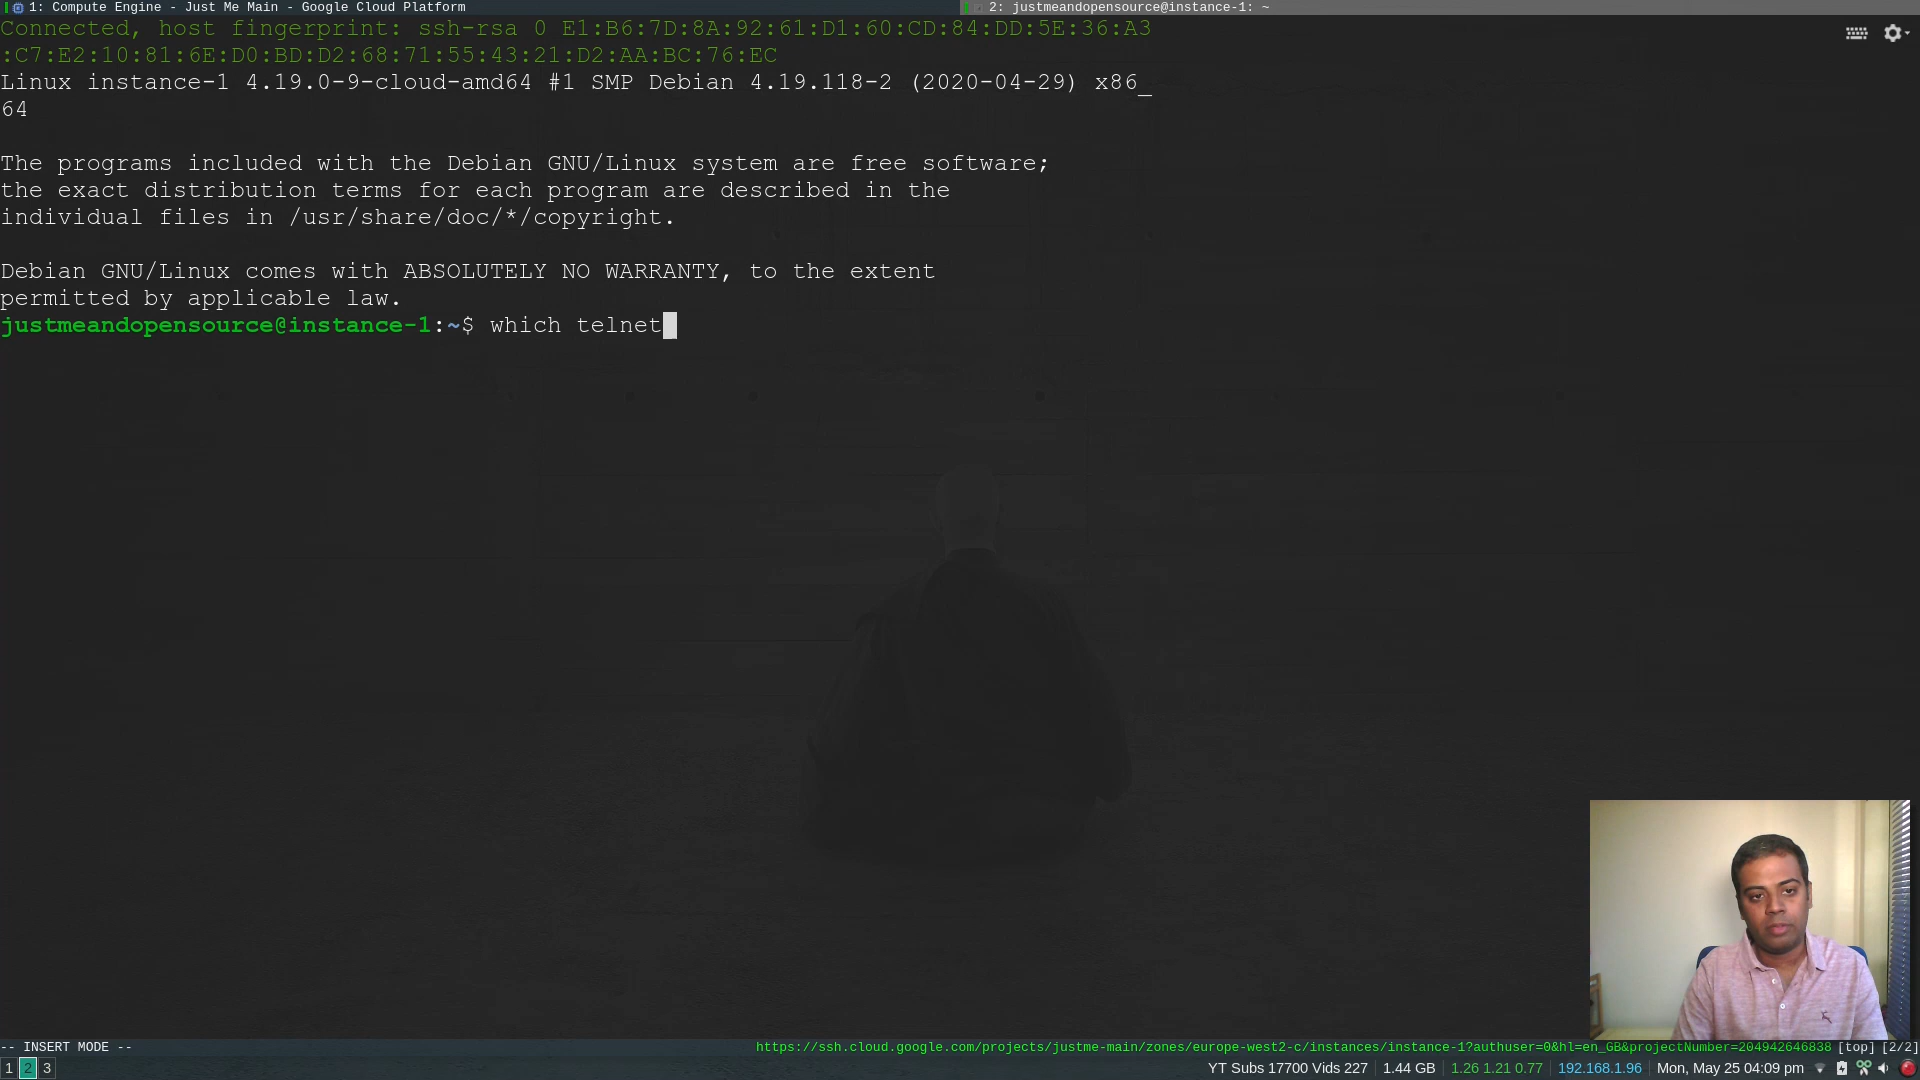 1: Compute Engine - Just Me Main - Google Cloud Platform
2: justmeandopensource@instance-1: ~
Connected, host fingerprint: ssh-rsa 0 E1:B6:7D:8A:92:61:D1:60:CD:84:DD:5E:36:A3
:C7:E2:10:81:6E:D0:BD:D2:68:71:55:43:21:D2:AA:BC:76:EC
Linux instance-1 4.19.0-9-cloud-amd64 #1 SMP Debian 4.19.118-2 (2020-04-29) x86_
64
The programs included with the Debian GNU/Linux system are free software;
the exact distribution terms for each program are described in the
individual files in /usr/share/doc/*/copyright.
Debian GNU/Linux comes with ABSOLUTELY NO WARRANTY, to the extent
permitted by applicable law.
justmeandopensource@instance-1:~$ which telnet
-- INSERT MODE --
https://ssh.cloud.google.com/projects/justme-main/zones/europe-west2-c/instances/instance-1?authuser=0&hl=en_GB&projectNumber=204942646838 [top] [2/2]
1 2 3
YT Subs 17700 Vids 227 1.44 GB 1.26 1.21 0.77 192.168.1.96 Mon, May 25 04:09 pm